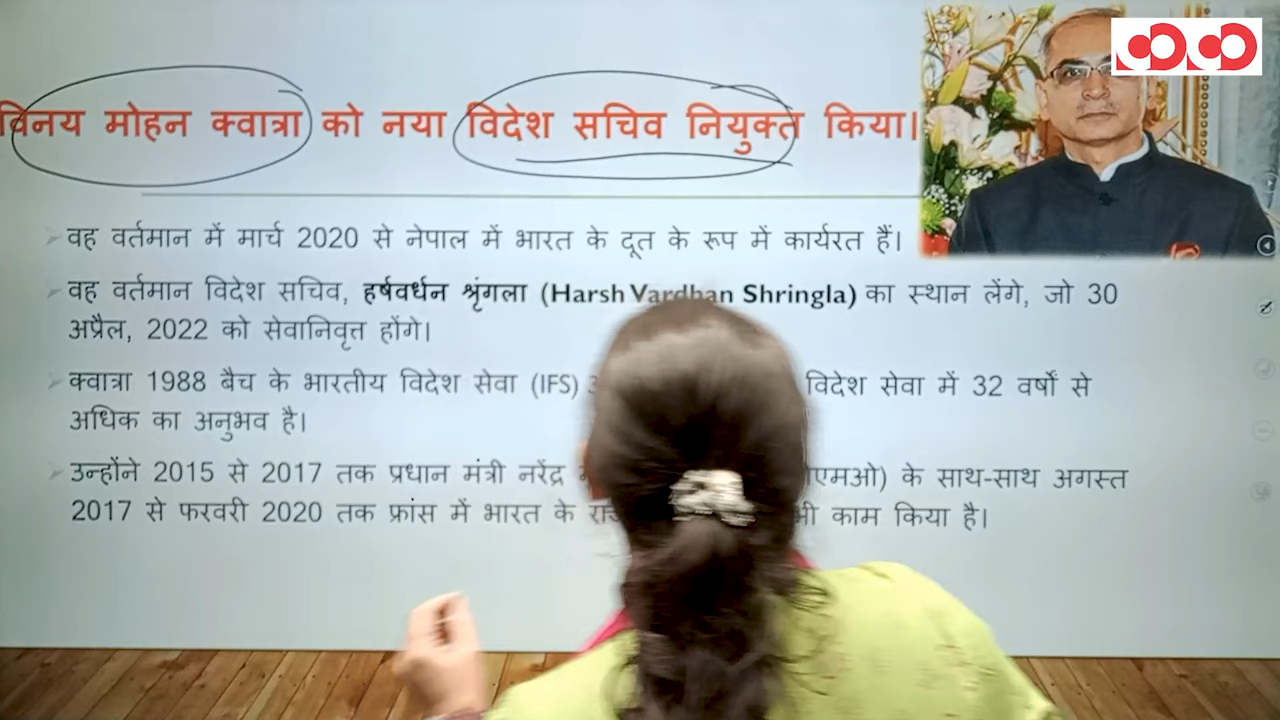 विनय मोहन क्वात्रा को नया विदेश सचिव नियुक्त किया।
वह वर्तमान में मार्च 2020 से नेपाल में भारत के दूत के रूप में कार्यरत हैं।
वह वर्तमान विदेश सचिव, हर्षवर्धन श्रृंगला (Harsh Vardhan Shringla) का स्थान लेंगे, जो 30
अप्रैल, 2022 को सेवानिवृत्त होंगे।
क्वात्रा 1988 बैच के भारतीय विदेश सेवा (IFS) विदेश सेवा में 32 वर्षों से
अधिक का अनुभव है।
उन्होंने 2015 से 2017 तक प्रधान मंत्री नरेंद्र के साथ-साथ अगस्त
2017 से फरवरी 2020 तक फ्रांस में भारत के भी काम किया है।